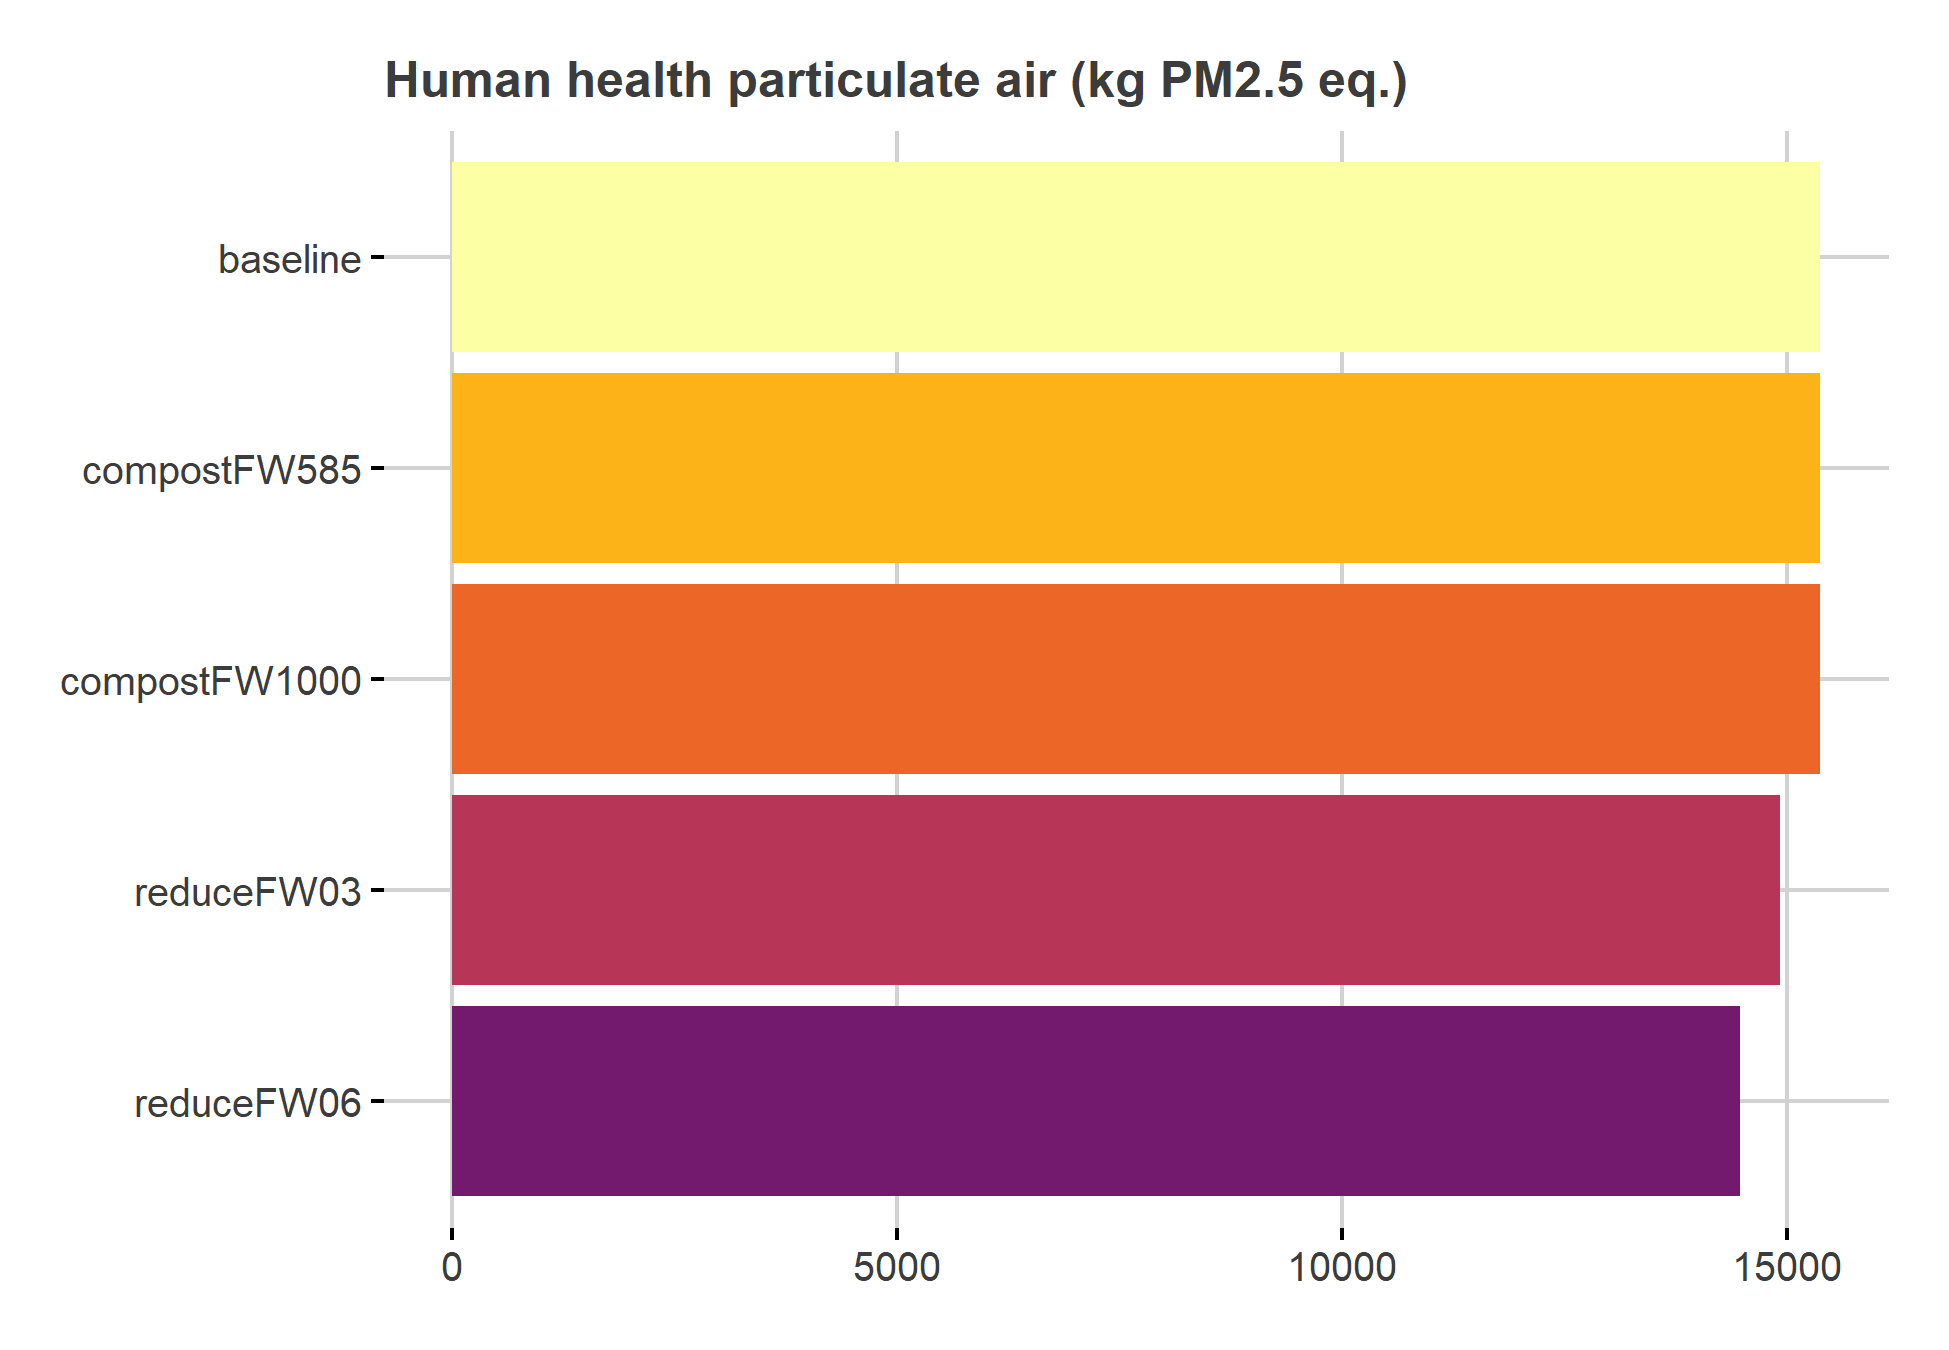 Human health particulate air (kg PM2.5 eq.)
baseline
compostFW585
compostFW1000
reduceFW03
reduceFW06
0 5000 10000 15000